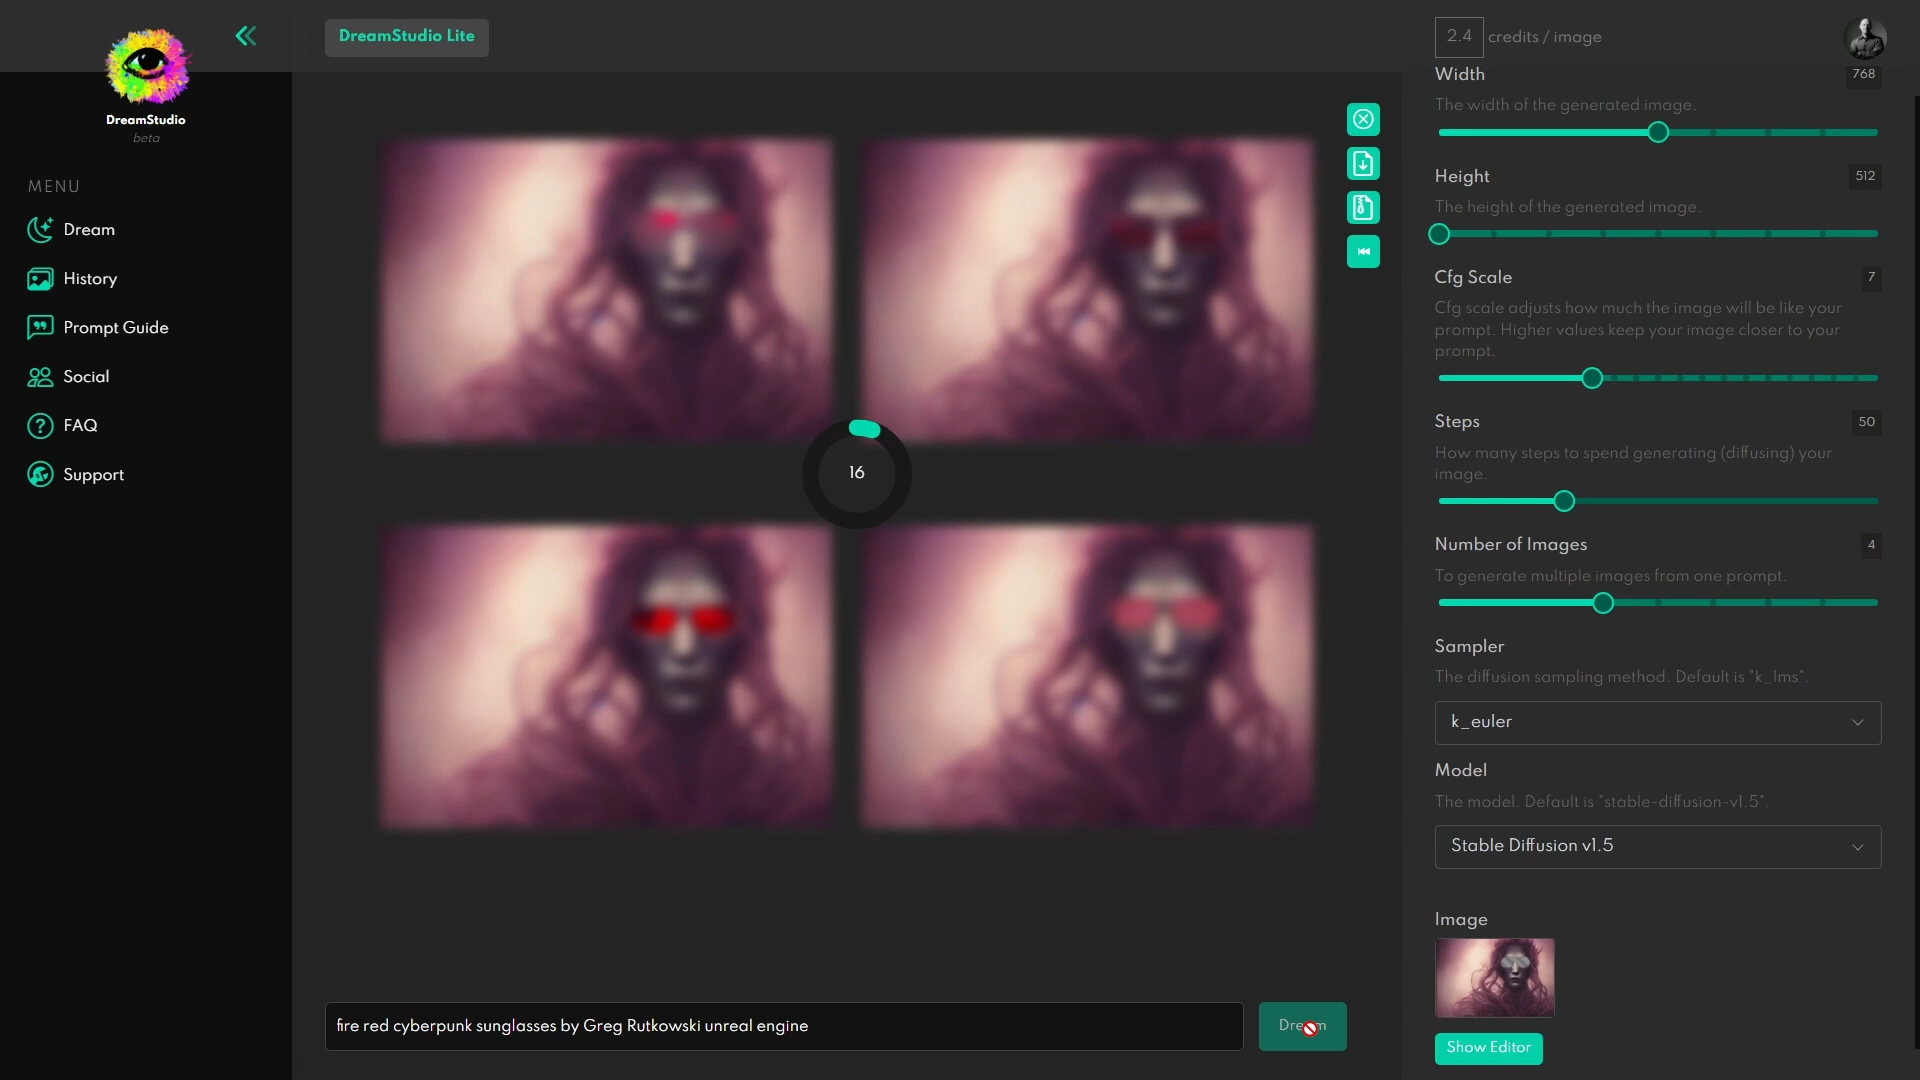 DreamStudio
beta
MENU
Dream
History
Prompt Guide
Social
FAQ
Support
DreamStudio Lite
16
fire red cyberpunk sunglasses by Greg Rutkowski unreal engine
Dream
2.4 credits / image
Width 768
The width of the generated image.
Height 512
The height of the generated image.
Cfg Scale 7
Cfg scale adjusts how much the image will be like your
prompt. Higher values keep your image closer to your
prompt.
Steps 50
How many steps to spend generating (diffusing) your
image.
Number of Images 4
To generate multiple images from one prompt.
Sampler
The diffusion sampling method. Default is "k_lms".
k_euler
Model
The model. Default is "stable-diffusion-v1.5".
Stable Diffusion v1.5
Image
Show Editor